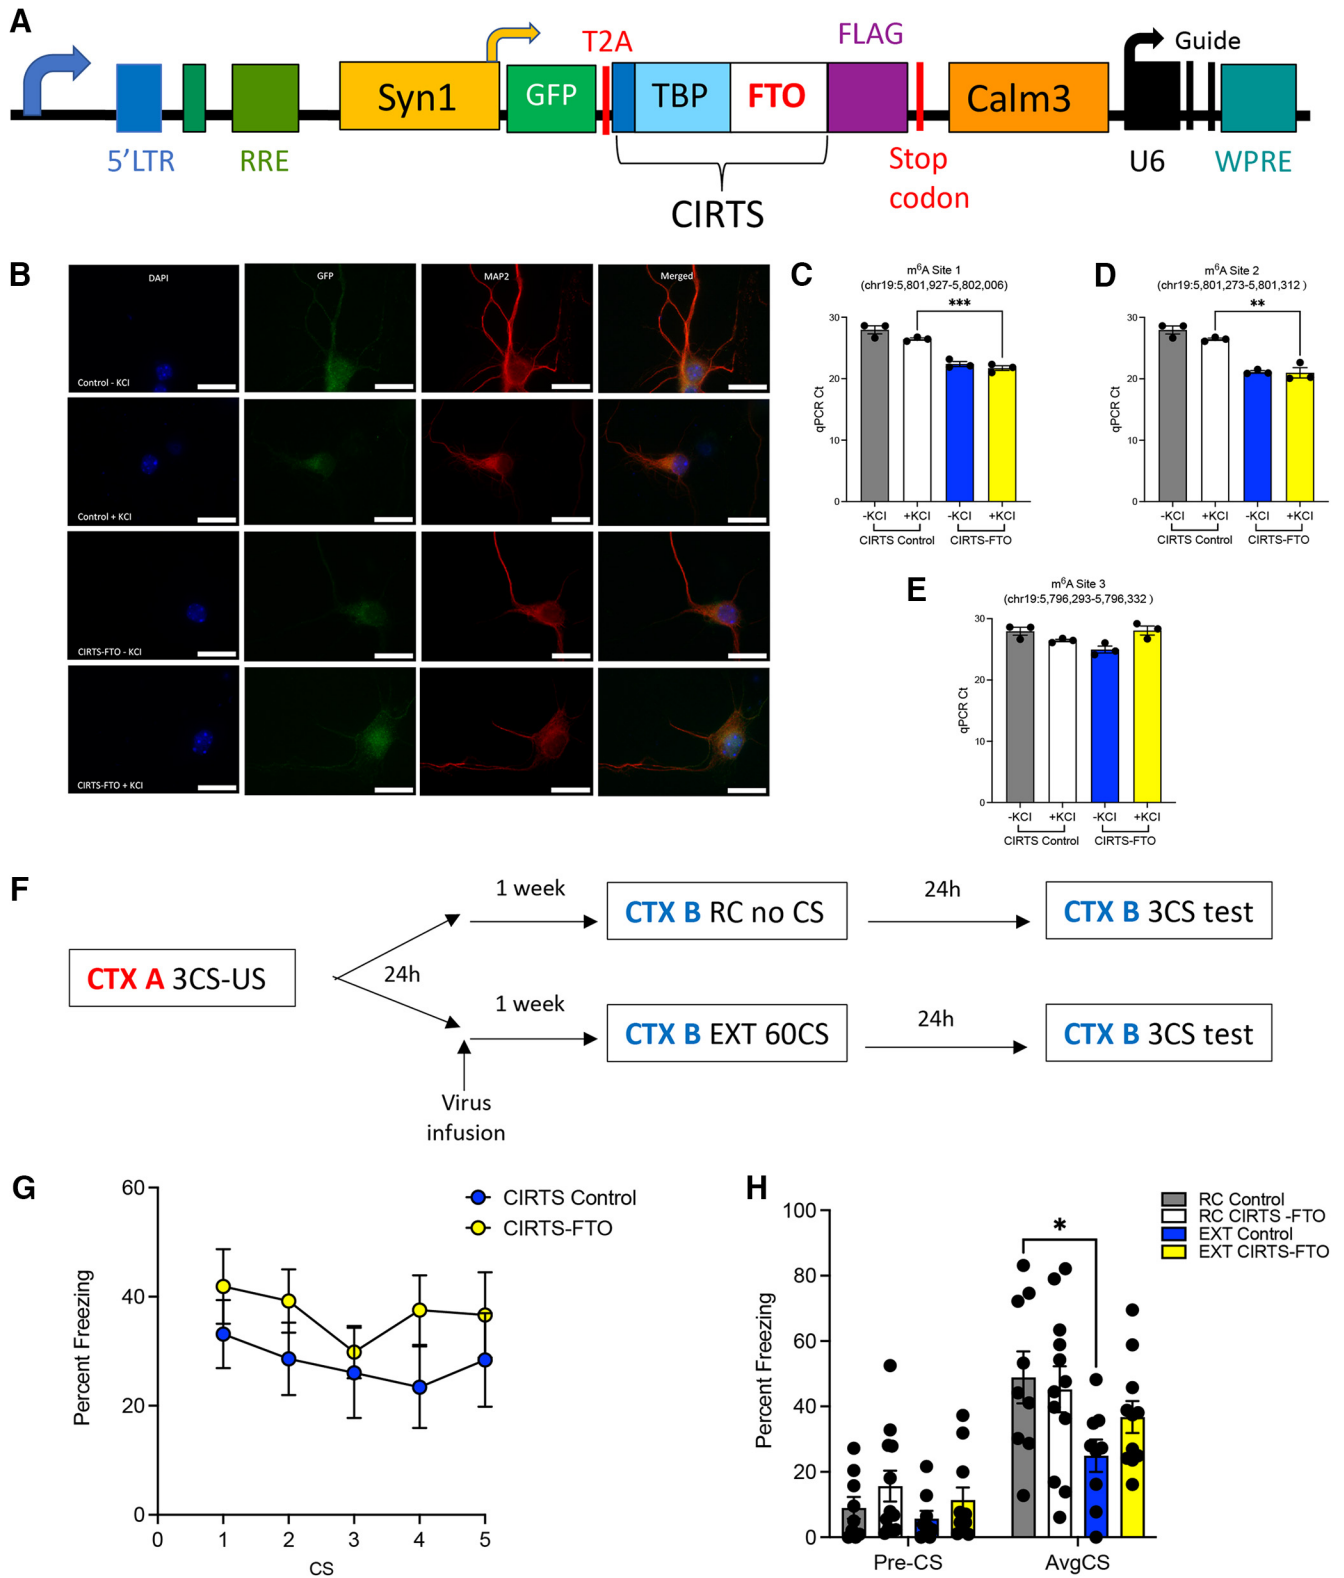 A
T2A
FLAG
Guide
Syn1
GFP
TBP
FTO
Calm3
5'LTR
RRE
Stop
codon
U6
WPRE
CIRTS
B
DAPI
GFP
MAP2
Merged
Control - KCl
Control + KCl
CIRTS-FTO - KCl
CIRTS-FTO + KCl
C
m⁶A Site 1
(chr19:5,801,927-5,802,006)
***
30
20
10
0
qPCR Ct
-KCl +KCl -KCl +KCl
CIRTS Control CIRTS-FTO
D
m⁶A Site 2
(chr19:5,801,273-5,801,312 )
**
30
20
10
0
qPCR Ct
-KCl +KCl -KCl +KCl
CIRTS Control CIRTS-FTO
E
m⁶A Site 3
(chr19:5,796,293-5,796,332 )
30
20
10
0
qPCR Ct
-KCl +KCl -KCl +KCl
CIRTS Control CIRTS-FTO
F
CTX A 3CS-US
24h
1 week
CTX B RC no CS
24h
CTX B 3CS test
1 week
CTX B EXT 60CS
24h
CTX B 3CS test
Virus
infusion
G
60
40
20
0
Percent Freezing
0 1 2 3 4 5
CS
CIRTS Control
CIRTS-FTO
H
100
80
60
40
20
0
Percent Freezing
*
Pre-CS AvgCS
RC Control
RC CIRTS -FTO
EXT Control
EXT CIRTS-FTO